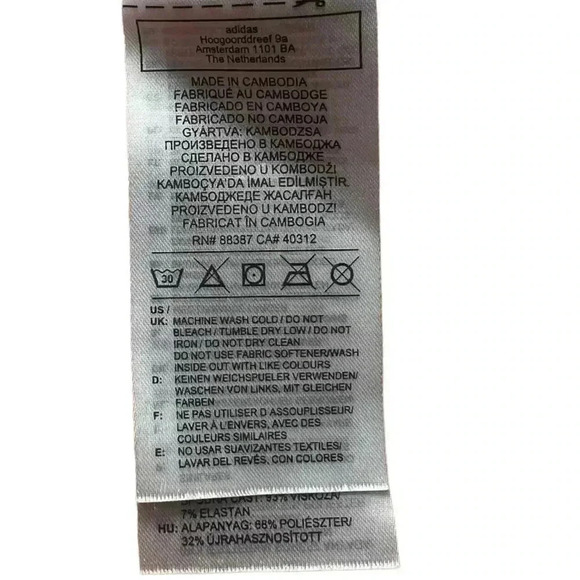 adidas
Hoogoorddreef 9a
Amsterdam 1101 BA
The Netherlands
MADE IN CAMBODIA
FABRIQUÉ AU CAMBODGE
FABRICADO EN CAMBOYA
FABRICADO NO CAMBOJA
GYÁRTVA: KAMBODZSA
ПРОИЗВЕДЕНО В КАМБОДЖА
СДЕЛАНО В КАМБОДЖЕ
PROIZVEDENO U KOMBODŽI
KAMBOÇYA'DA İMAL EDİLMİŞTİR.
КАМБОДЖЕДЕ ЖАСАЛҒАН
PROIZVEDENO U KAMBODZI
FABRICAT ÎN CAMBOGIA
RN# 88387 CA# 40312
30
US /
UK: MACHINE WASH COLD / DO NOT
BLEACH / TUMBLE DRY LOW / DO NOT
IRON / DO NOT DRY CLEAN
DO NOT USE FABRIC SOFTENER/WASH
INSIDE OUT WITH LIKE COLOURS
D: KEINEN WEICHSPUELER VERWENDEN/
WASCHEN VON LINKS, MIT GLEICHEN
FARBEN
F: NE PAS UTILISER D ASSOUPLISSEUR/
LAVER À L'ENVERS, AVEC DES
COULEURS SIMILAIRES
E: NO USAR SUAVIZANTES TEXTILES/
LAVAR DEL REVÉS, CON COLORES
93% VISKOZA/
7% ELASTAN
HU: ALAPANYAG: 68% POLIÉSZTER/
32% ÚJRAHASZNOSÍTOTT